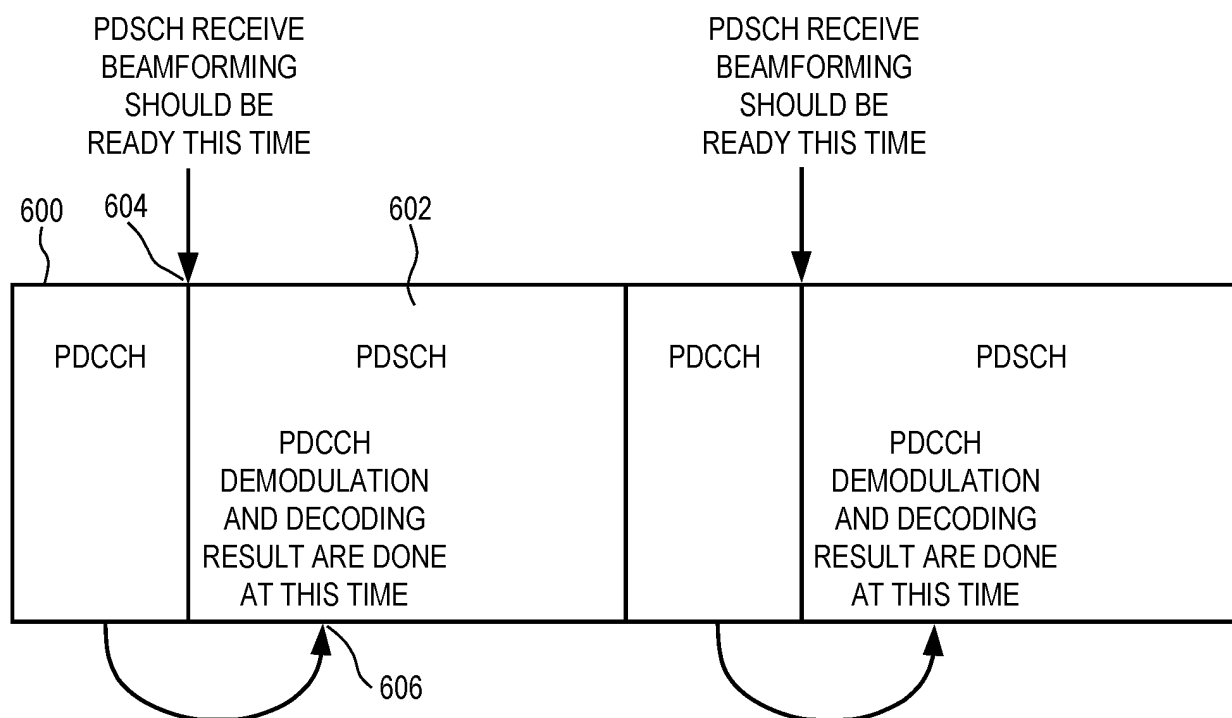 PDSCH RECEIVE
BEAMFORMING
SHOULD BE
READY THIS TIME
PDSCH RECEIVE
BEAMFORMING
SHOULD BE
READY THIS TIME
600
604
602
PDCCH
PDSCH
PDCCH
PDSCH
PDCCH
DEMODULATION
AND DECODING
RESULT ARE DONE
AT THIS TIME
PDCCH
DEMODULATION
AND DECODING
RESULT ARE DONE
AT THIS TIME
606